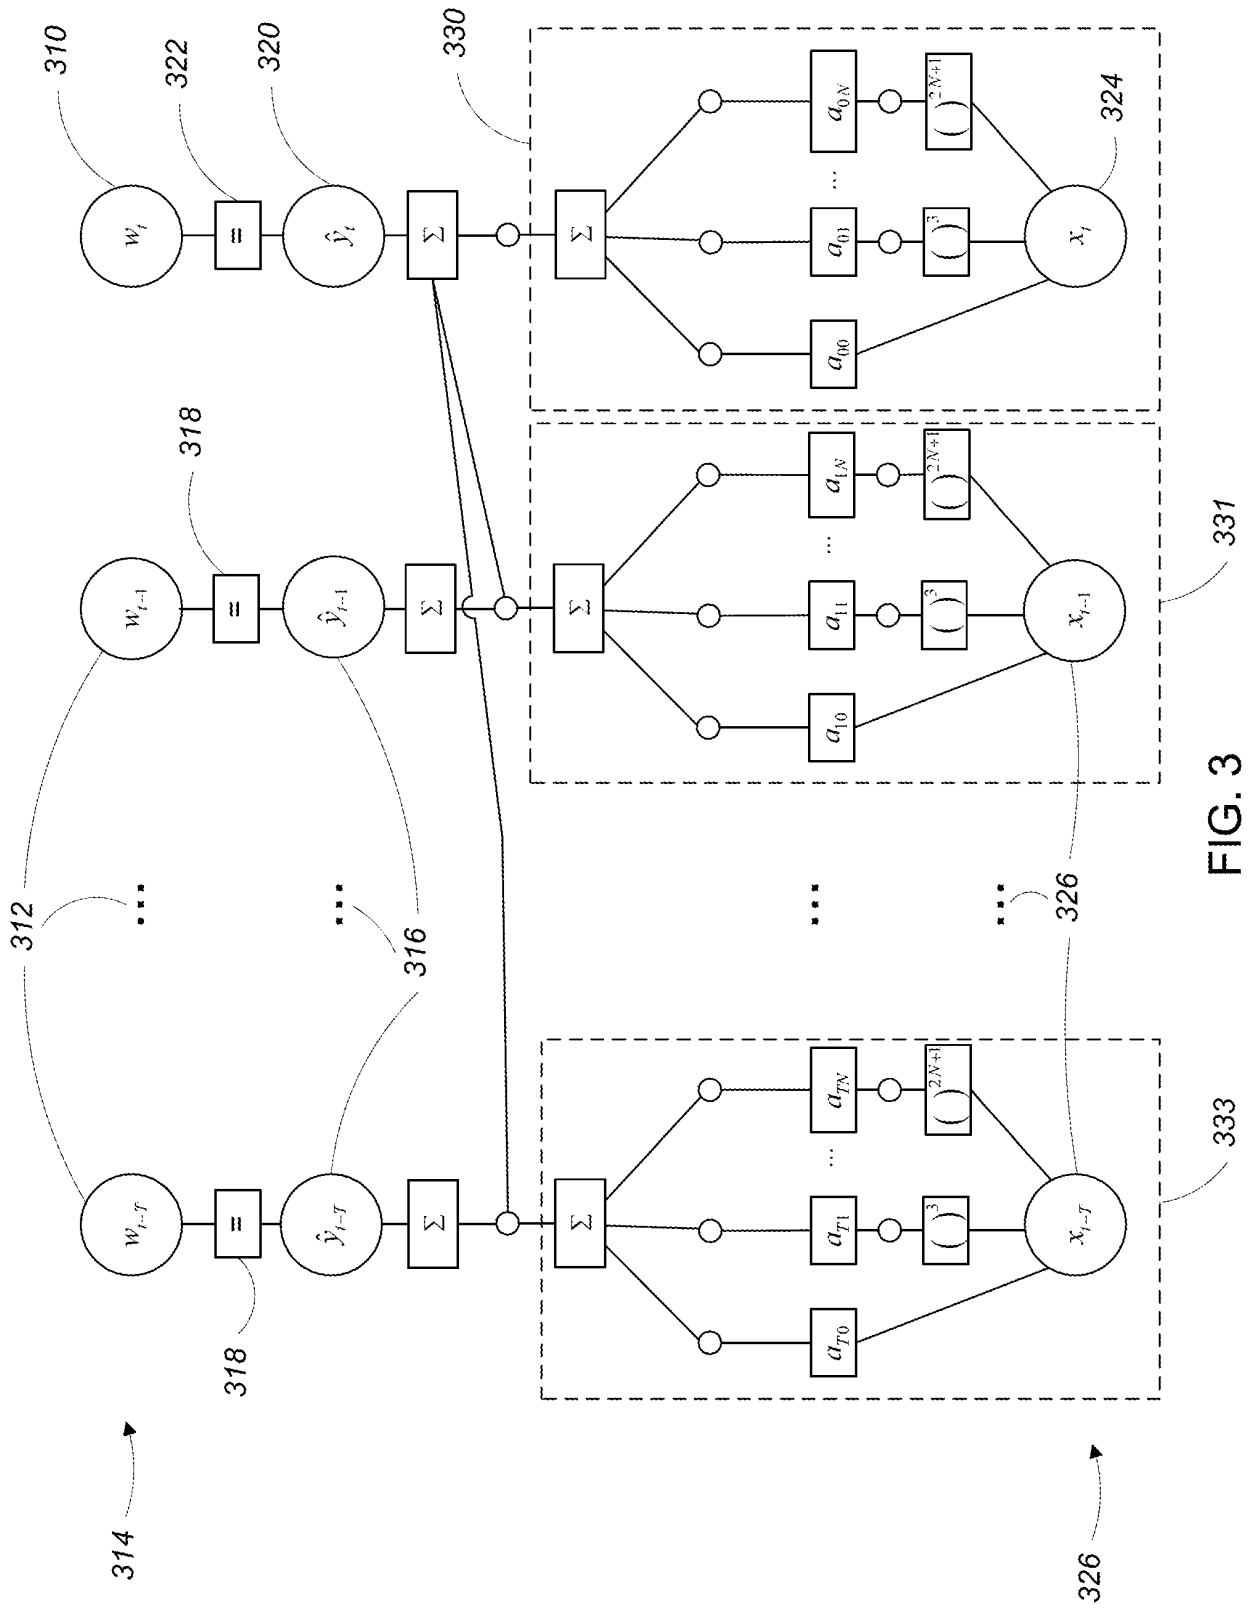 314
312
310
w_{t-T}
...
w_{t-1}
w_t
318
=
318
=
322
=
ŷ_{t-T}
...
ŷ_{t-1}
ŷ_t
320
316
Σ
Σ
Σ
330
Σ
Σ
Σ
a_{T0}
a_{T1}
...
a_{TN}
...
a_{10}
a_{11}
...
a_{1N}
a_{00}
a_{01}
...
a_{0N}
( )^3
( )^{2N+1}
...
( )^3
( )^{2N+1}
( )^3
( )^{2N+1}
x_{t-T}
326
x_{t-1}
x_t
324
326
333
331
FIG. 3